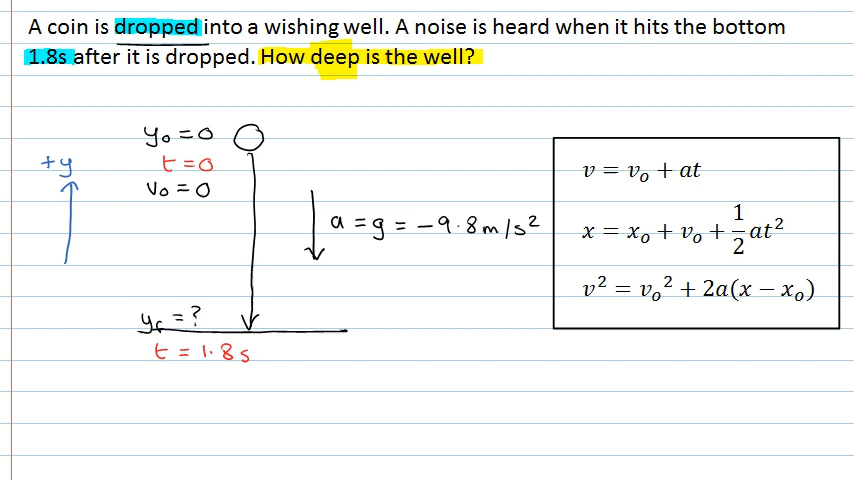 A coin is dropped into a wishing well. A noise is heard when it hits the bottom
1.8s after it is dropped. How deep is the well?
y₀ = 0
t = 0
v₀ = 0
+y
a = g = -9.8m/s²
y_f = ?
t = 1.8s
v = v₀ + at
x = x₀ + v₀ + 1/2 at²
v² = v₀² + 2a(x − x₀)